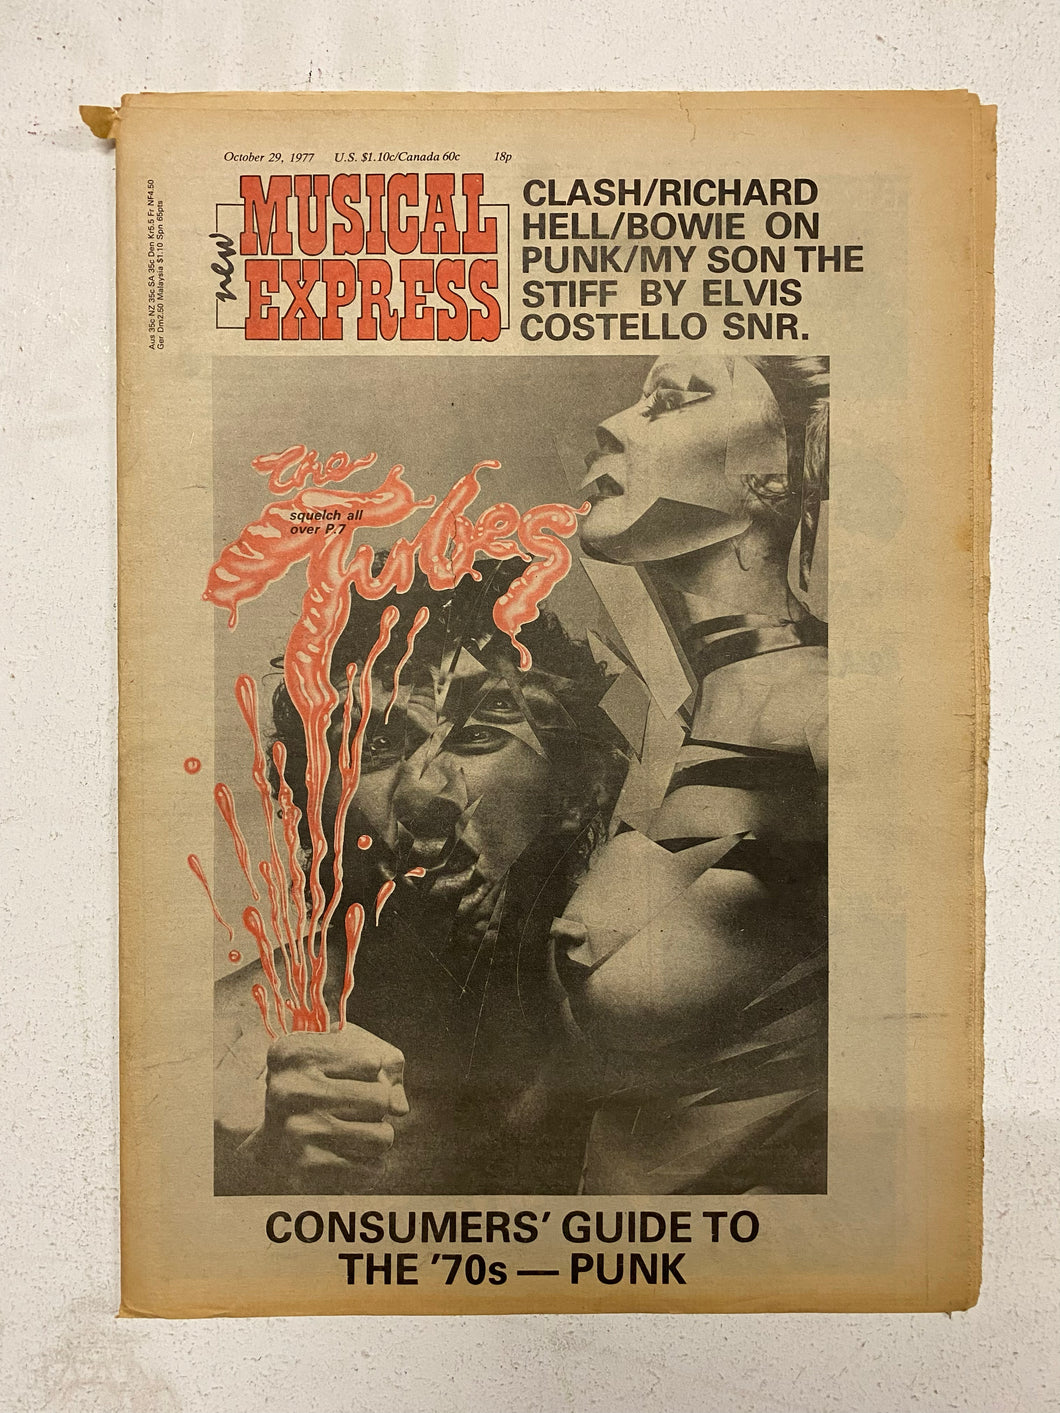 October 29, 1977 U.S. $1.10c/Canada 60c 18p
Aus 35c NZ 35c SA 35c Den Kr5.5 Fr NF4.50
Ger Dm2.50 Malaysia $1.10 Spn 65pts
new
MUSICAL
EXPRESS
CLASH/RICHARD
HELL/BOWIE ON
PUNK/MY SON THE
STIFF BY ELVIS
COSTELLO SNR.
the
Tubes
squelch all
over P.7
CONSUMERS' GUIDE TO
THE '70s — PUNK